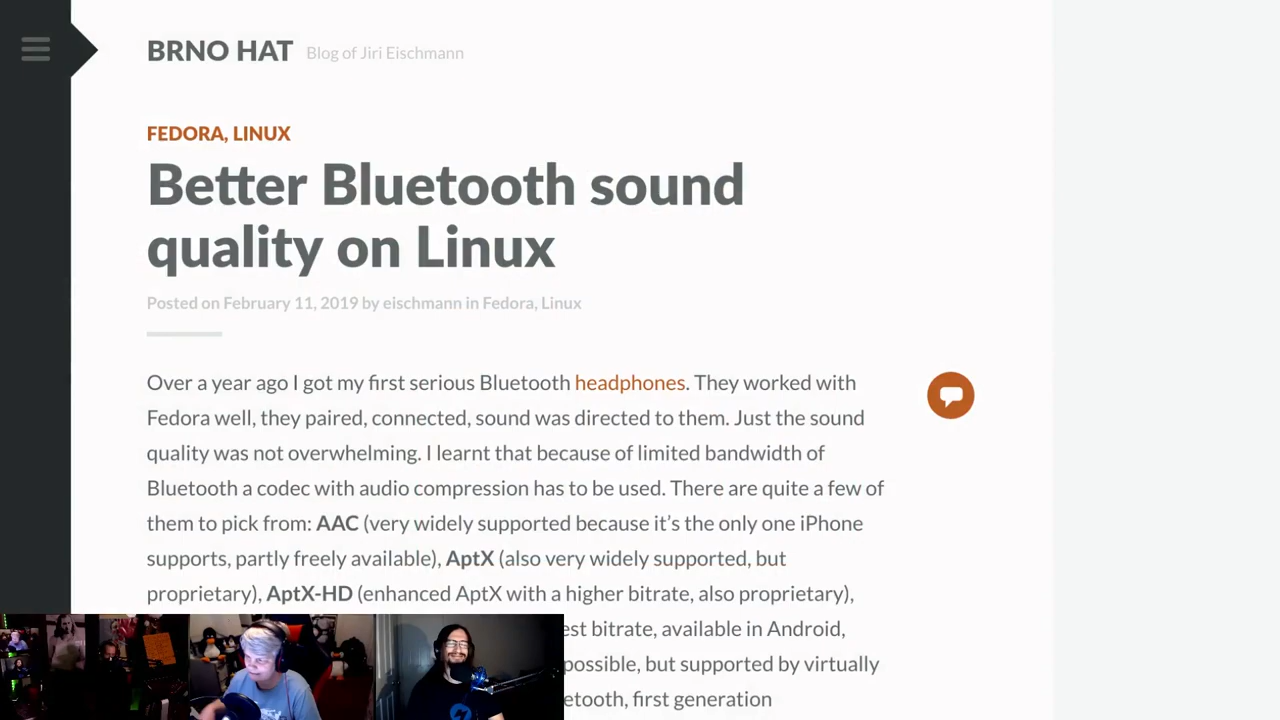 BRNO HAT Blog of Jiri Eischmann
FEDORA, LINUX
Better Bluetooth sound
quality on Linux
Posted on February 11, 2019 by eischmann in Fedora, Linux
Over a year ago I got my first serious Bluetooth headphones. They worked with
Fedora well, they paired, connected, sound was directed to them. Just the sound
quality was not overwhelming. I learnt that because of limited bandwidth of
Bluetooth a codec with audio compression has to be used. There are quite a few of
them to pick from: AAC (very widely supported because it's the only one iPhone
supports, partly freely available), AptX (also very widely supported, but
proprietary), AptX-HD (enhanced AptX with a higher bitrate, also proprietary),
est bitrate, available in Android,
possible, but supported by virtually
etooth, first generation